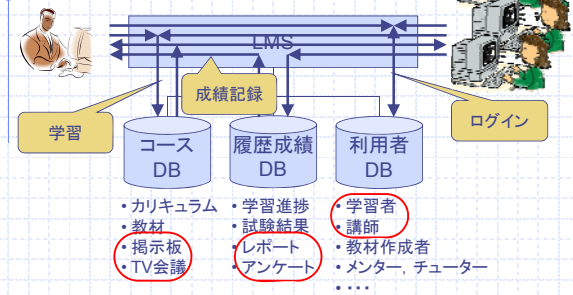 LMS
成績記録
学習
ログイン
コース
DB
履歴成績
DB
利用者
DB
• カリキュラム
• 教材
• 掲示板
• TV会議
• 学習進捗
• 試験結果
• レポート
• アンケート
• 学習者
• 講師
• 教材作成者
• メンター, チューター
• ・・・